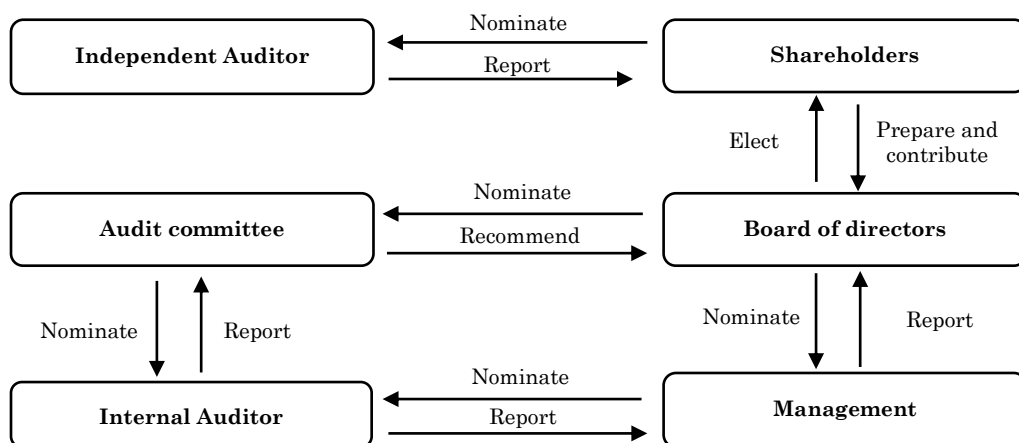 Nominate
Independent Auditor
Shareholders
Report
Elect
Prepare and
contribute
Nominate
Audit committee
Board of directors
Recommend
Nominate
Report
Nominate
Report
Nominate
Internal Auditor
Management
Report